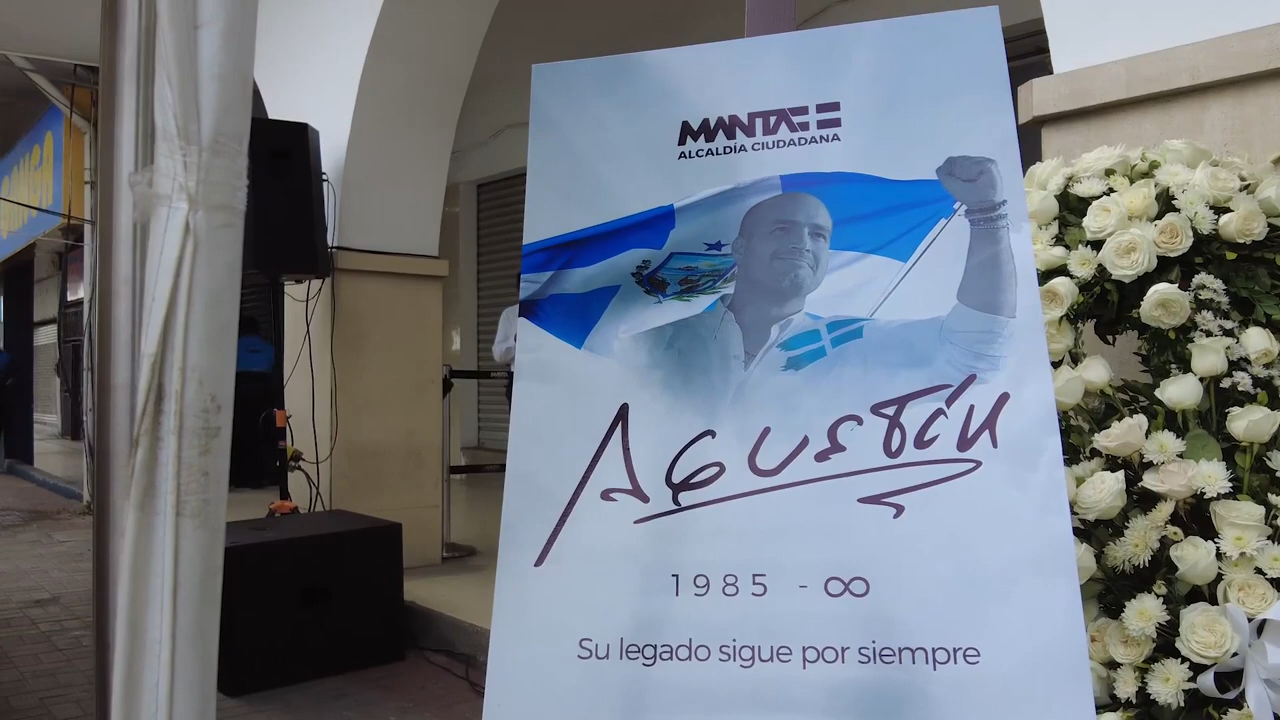 MANTA
ALCALDÍA CIUDADANA
Agustín
1985 - ∞
Su legado sigue por siempre